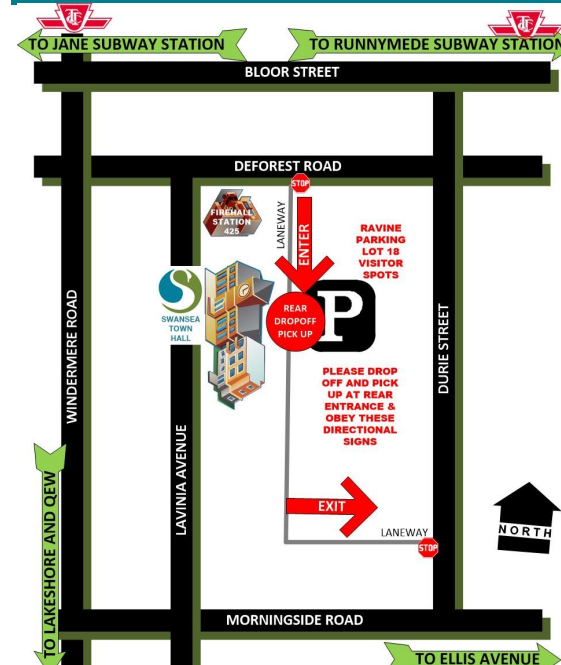 TTC
TTC
TO JANE SUBWAY STATION
TO RUNNYMEDE SUBWAY STATION
BLOOR STREET
DEFOREST ROAD
STOP
FIREHALL
STATION
425
LANEWAY
ENTER
RAVINE
PARKING
LOT 18
VISITOR
SPOTS
SWANSEA
TOWN
HALL
REAR
DROPOFF
PICK UP
P
WINDERMERE ROAD
LAVINIA AVENUE
DURIE STREET
PLEASE DROP
OFF AND PICK
UP AT REAR
ENTRANCE &
OBEY THESE
DIRECTIONAL
SIGNS
EXIT
LANEWAY
STOP
NORTH
TO LAKESHORE AND QEW
MORNINGSIDE ROAD
TO ELLIS AVENUE